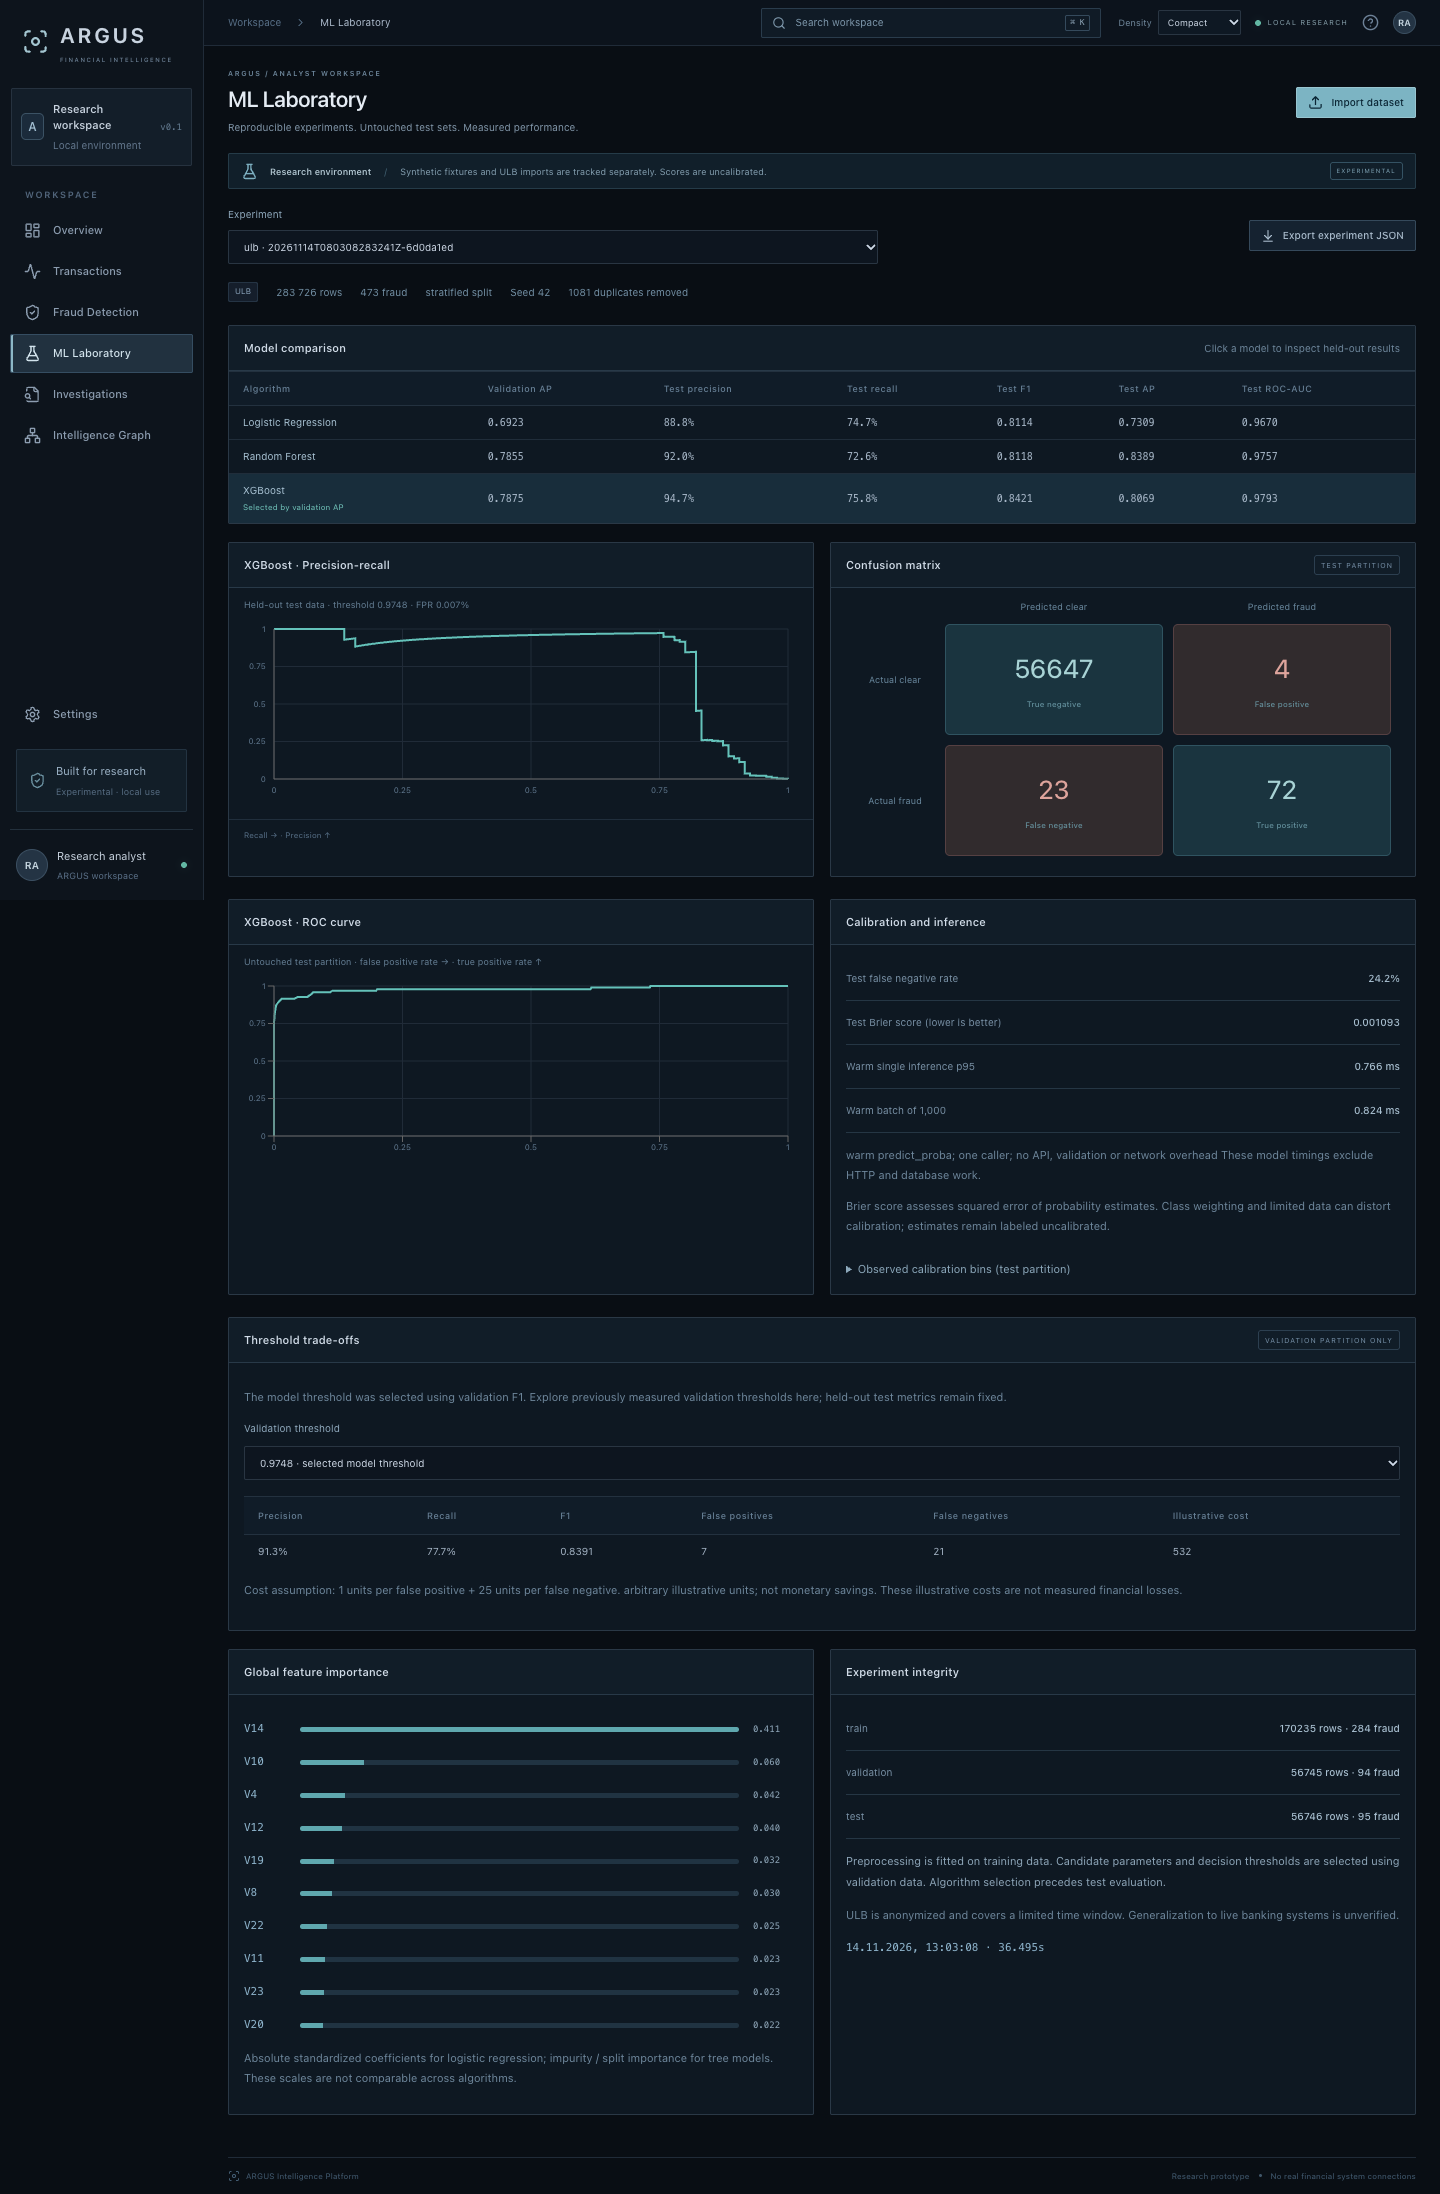 ARGUS
FINANCIAL INTELLIGENCE
A
Research workspace
v0.1
Local environment
WORKSPACE
Overview
Transactions
Fraud Detection
ML Laboratory
Investigations
Intelligence Graph
Settings
Built for research
Experimental · local use
RA
Research analyst
ARGUS workspace
Workspace > ML Laboratory
Search workspace
⌘ K
Density
Compact
LOCAL RESEARCH
RA
ARGUS / ANALYST WORKSPACE
ML Laboratory
Reproducible experiments. Untouched test sets. Measured performance.
Import dataset
Research environment / Synthetic fixtures and ULB imports are tracked separately. Scores are uncalibrated.
EXPERIMENTAL
Experiment
ulb · 20261114T080308283241Z-6d0da1ed
Export experiment JSON
ULB 283 726 rows 473 fraud stratified split Seed 42 1081 duplicates removed
Model comparison
Click a model to inspect held-out results
Algorithm Validation AP Test precision Test recall Test F1 Test AP Test ROC-AUC
Logistic Regression 0.6923 88.8% 74.7% 0.8114 0.7309 0.9670
Random Forest 0.7855 92.0% 72.6% 0.8118 0.8389 0.9757
XGBoost 0.7875 94.7% 75.8% 0.8421 0.8069 0.9793
Selected by validation AP
XGBoost · Precision-recall
Held-out test data · threshold 0.9748 · FPR 0.007%
1
0.75
0.5
0.25
0
0 0.25 0.5 0.75 1
Recall → · Precision ↑
Confusion matrix
TEST PARTITION
Predicted clear Predicted fraud
Actual clear
56647
True negative
4
False positive
Actual fraud
23
False negative
72
True positive
XGBoost · ROC curve
Untouched test partition · false positive rate → · true positive rate ↑
1
0.75
0.5
0.25
0
0 0.25 0.5 0.75 1
Calibration and inference
Test false negative rate 24.2%
Test Brier score (lower is better) 0.001093
Warm single inference p95 0.766 ms
Warm batch of 1,000 0.824 ms
warm predict_proba; one caller; no API, validation or network overhead These model timings exclude
HTTP and database work.
Brier score assesses squared error of probability estimates. Class weighting and limited data can distort
calibration; estimates remain labeled uncalibrated.
▶ Observed calibration bins (test partition)
Threshold trade-offs
VALIDATION PARTITION ONLY
The model threshold was selected using validation F1. Explore previously measured validation thresholds here; held-out test metrics remain fixed.
Validation threshold
0.9748 · selected model threshold
Precision Recall F1 False positives False negatives Illustrative cost
91.3% 77.7% 0.8391 7 21 532
Cost assumption: 1 units per false positive + 25 units per false negative. arbitrary illustrative units; not monetary savings. These illustrative costs are not measured financial losses.
Global feature importance
V14 0.411
V10 0.060
V4 0.042
V12 0.040
V19 0.032
V8 0.030
V22 0.025
V11 0.023
V23 0.023
V20 0.022
Absolute standardized coefficients for logistic regression; impurity / split importance for tree models.
These scales are not comparable across algorithms.
Experiment integrity
train 170235 rows · 284 fraud
validation 56745 rows · 94 fraud
test 56746 rows · 95 fraud
Preprocessing is fitted on training data. Candidate parameters and decision thresholds are selected using
validation data. Algorithm selection precedes test evaluation.
ULB is anonymized and covers a limited time window. Generalization to live banking systems is unverified.
14.11.2026, 13:03:08 · 36.495s
ARGUS Intelligence Platform
Research prototype • No real financial system connections